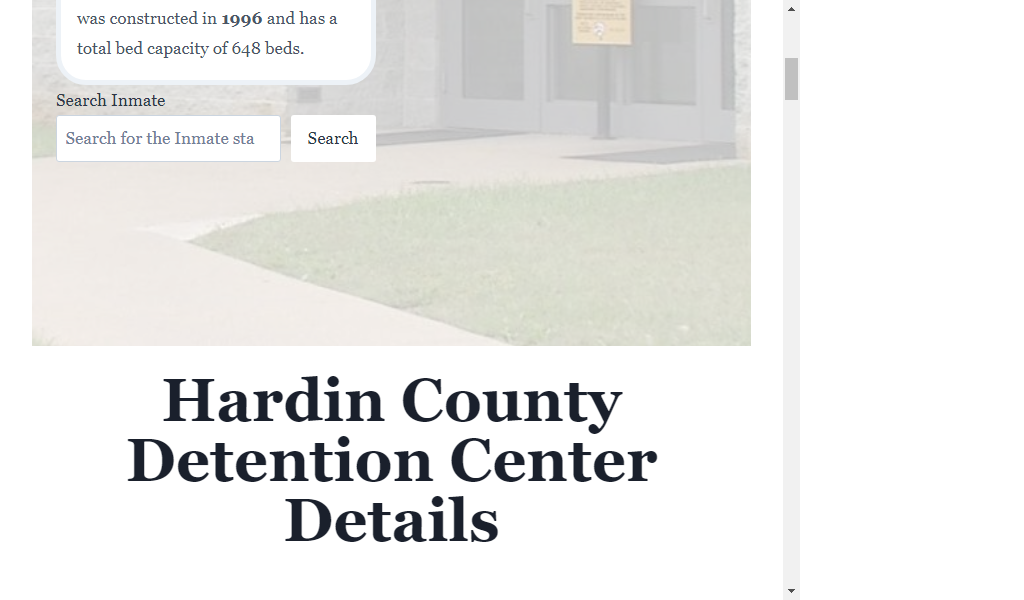 was constructed in 1996 and has a
total bed capacity of 648 beds.
Search Inmate
Search for the Inmate sta
Search
Hardin County
Detention Center
Details